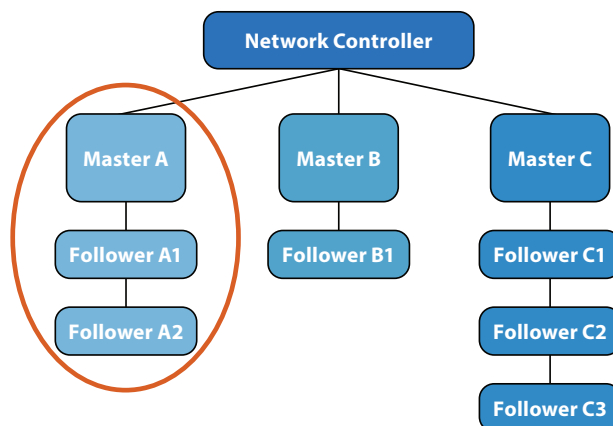 Network Controller
Master A
Master B
Master C
Follower A1
Follower B1
Follower C1
Follower A2
Follower C2
Follower C3